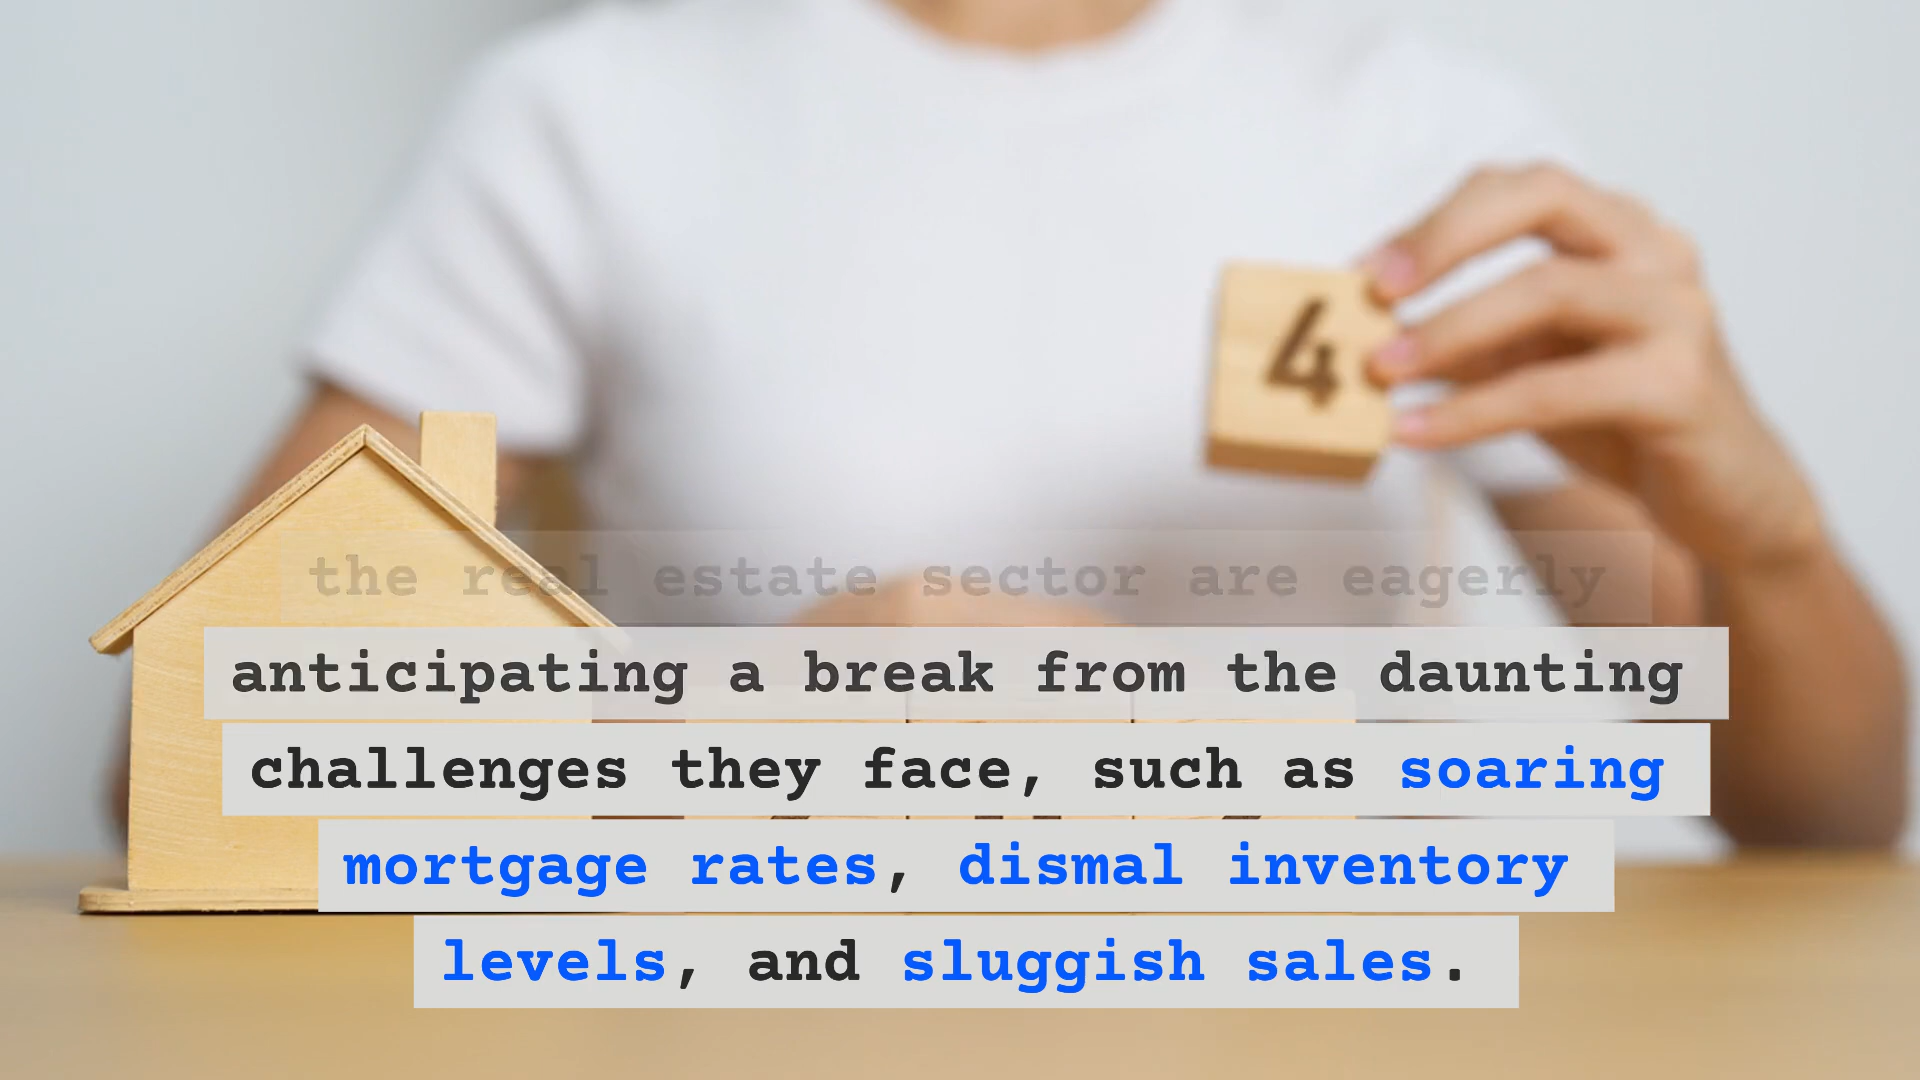 4
the real estate sector are eagerly
anticipating a break from the daunting
challenges they face, such as soaring
mortgage rates, dismal inventory
levels, and sluggish sales.